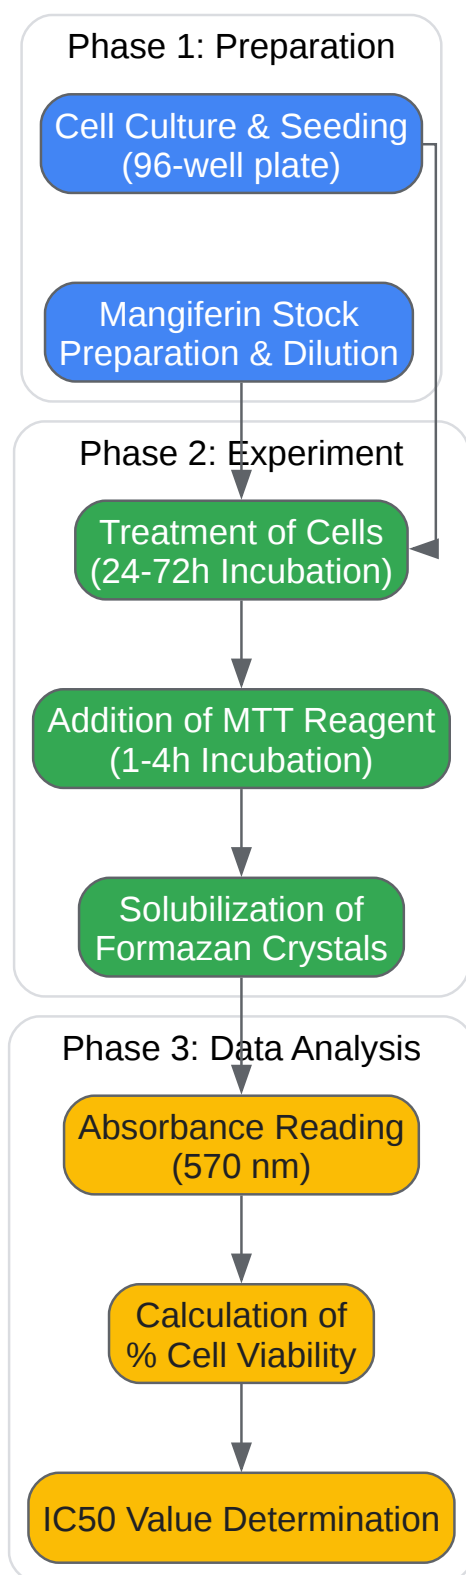 Phase 1: Preparation
Cell Culture & Seeding
(96-well plate)
Mangiferin Stock
Preparation & Dilution
Phase 2: Experiment
Treatment of Cells
(24-72h Incubation)
Addition of MTT Reagent
(1-4h Incubation)
Solubilization of
Formazan Crystals
Phase 3: Data Analysis
Absorbance Reading
(570 nm)
Calculation of
% Cell Viability
IC50 Value Determination